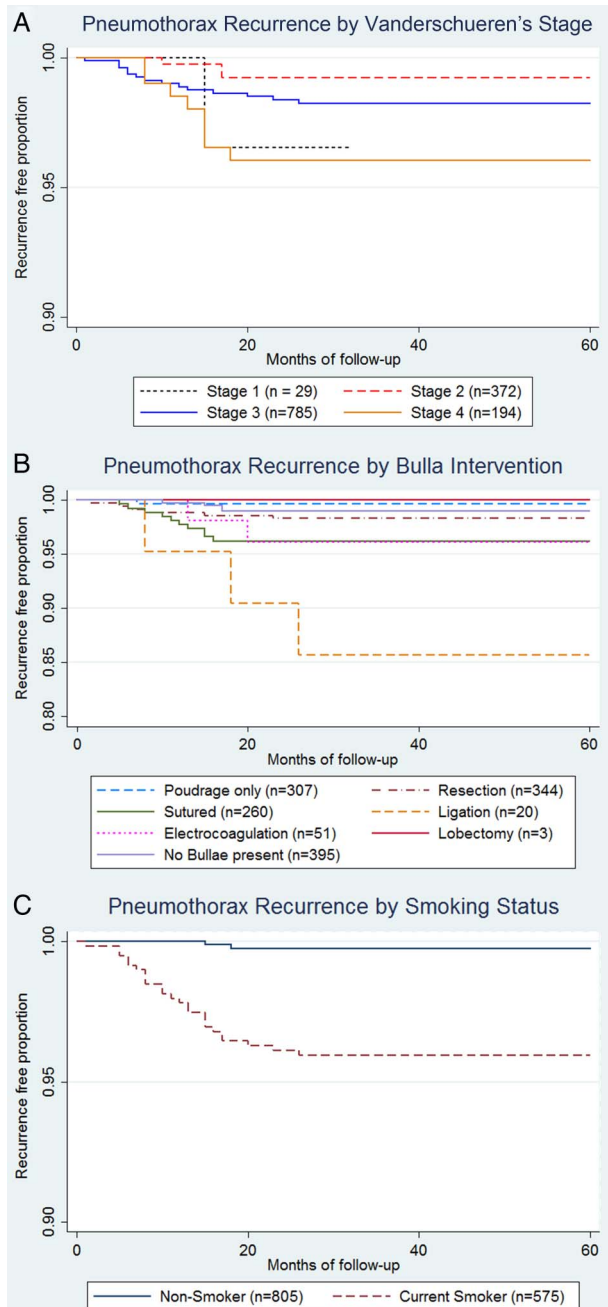 A
Pneumothorax Recurrence by Vanderschueren's Stage
Recurrence free proportion
1.00
0.95
0.90
0 20 40 60
Months of follow-up
Stage 1 (n = 29) Stage 2 (n=372)
Stage 3 (n=785) Stage 4 (n=194)
B
Pneumothorax Recurrence by Bulla Intervention
Recurrence free proportion
1.00
0.95
0.90
0.85
0.80
0 20 40 60
Months of follow-up
Poudrage only (n=307) Resection (n=344)
Sutured (n=260) Ligation (n=20)
Electrocoagulation (n=51) Lobectomy (n=3)
No Bullae present (n=395)
C
Pneumothorax Recurrence by Smoking Status
Recurrence free proportion
1.00
0.95
0.90
0 20 40 60
Months of follow-up
Non-Smoker (n=805) Current Smoker (n=575)